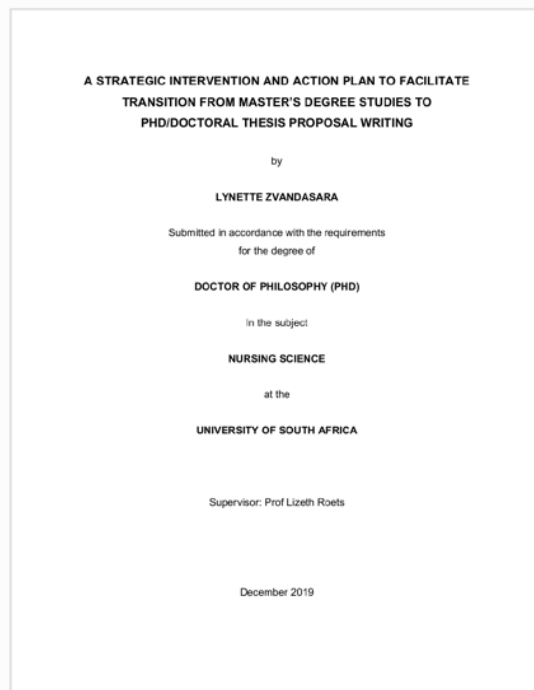 A STRATEGIC INTERVENTION AND ACTION PLAN TO FACILITATE
TRANSITION FROM MASTER'S DEGREE STUDIES TO
PHD/DOCTORAL THESIS PROPOSAL WRITING
by
LYNETTE ZVANDASARA
Submitted in accordance with the requirements
for the degree of
DOCTOR OF PHILOSOPHY (PHD)
In the subject
NURSING SCIENCE
at the
UNIVERSITY OF SOUTH AFRICA
Supervisor: Prof Lizeth Roets
December 2019